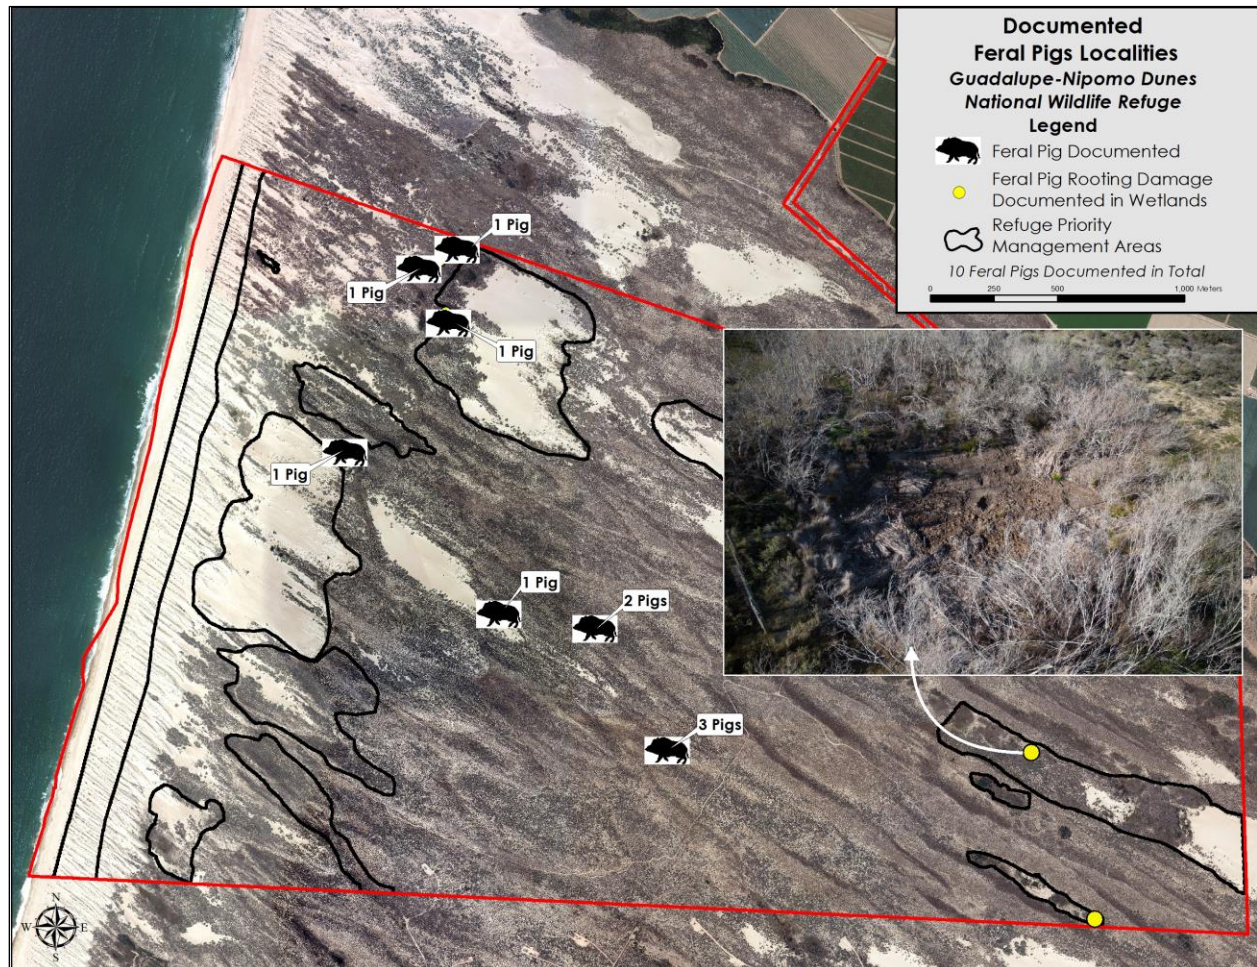 Documented
Feral Pigs Localities
Guadalupe-Nipomo Dunes
National Wildlife Refuge
Legend
Feral Pig Documented
Feral Pig Rooting Damage
Documented in Wetlands
Refuge Priority
Management Areas
10 Feral Pigs Documented in Total
0 250 500 1,000 Meters
1 Pig
1 Pig
1 Pig
1 Pig
1 Pig
2 Pigs
3 Pigs
N
W E
S